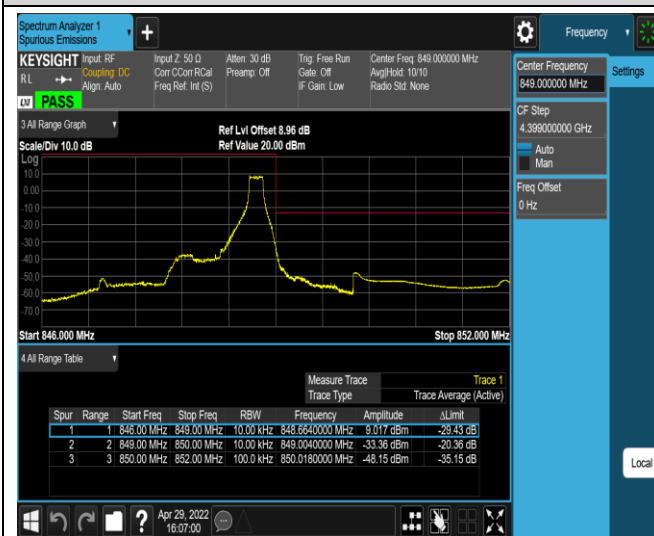 Spectrum Analyzer 1
Spurious Emissions
Frequency
KEYSIGHT Input: RF Input Z: 50 Ω Atten: 30 dB Trig: Free Run Center Freq: 849.000000 MHz
RL Coupling: DC Corr CCorr RCal Preamp: Off Gate: Off Avg|Hold: 10/10
Align: Auto Freq Ref: Int (S) IF Gain: Low Radio Std: None
LXI PASS
3 All Range Graph
Ref Lvl Offset 8.96 dB
Scale/Div 10.0 dB Ref Value 20.00 dBm
Log
10.0
0.00
-10.0
-20.0
-30.0
-40.0
-50.0
-60.0
-70.0
Start 846.000 MHz Stop 852.000 MHz
4 All Range Table
Measure Trace Trace 1
Trace Type Trace Average (Active)
Spur Range Start Freq Stop Freq RBW Frequency Amplitude ΔLimit
1 1 846.00 MHz 849.00 MHz 10.00 kHz 848.6640000 MHz 9.017 dBm -29.43 dB
2 2 849.00 MHz 850.00 MHz 10.00 kHz 849.0040000 MHz -33.36 dBm -20.36 dB
3 3 850.00 MHz 852.00 MHz 100.0 kHz 850.0180000 MHz -48.15 dBm -35.15 dB
Apr 29, 2022
16:07:00
Center Frequency
849.000000 MHz
Settings
CF Step
4.399000000 GHz
Auto
Man
Freq Offset
0 Hz
Local